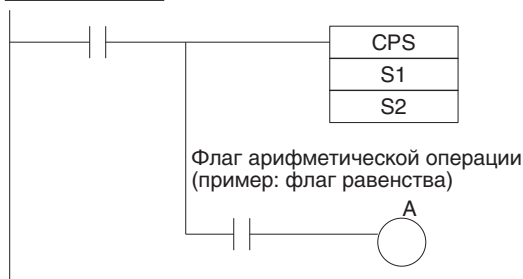 CPS
S1
S2
Флаг арифметической операции
(пример: флаг равенства)
A